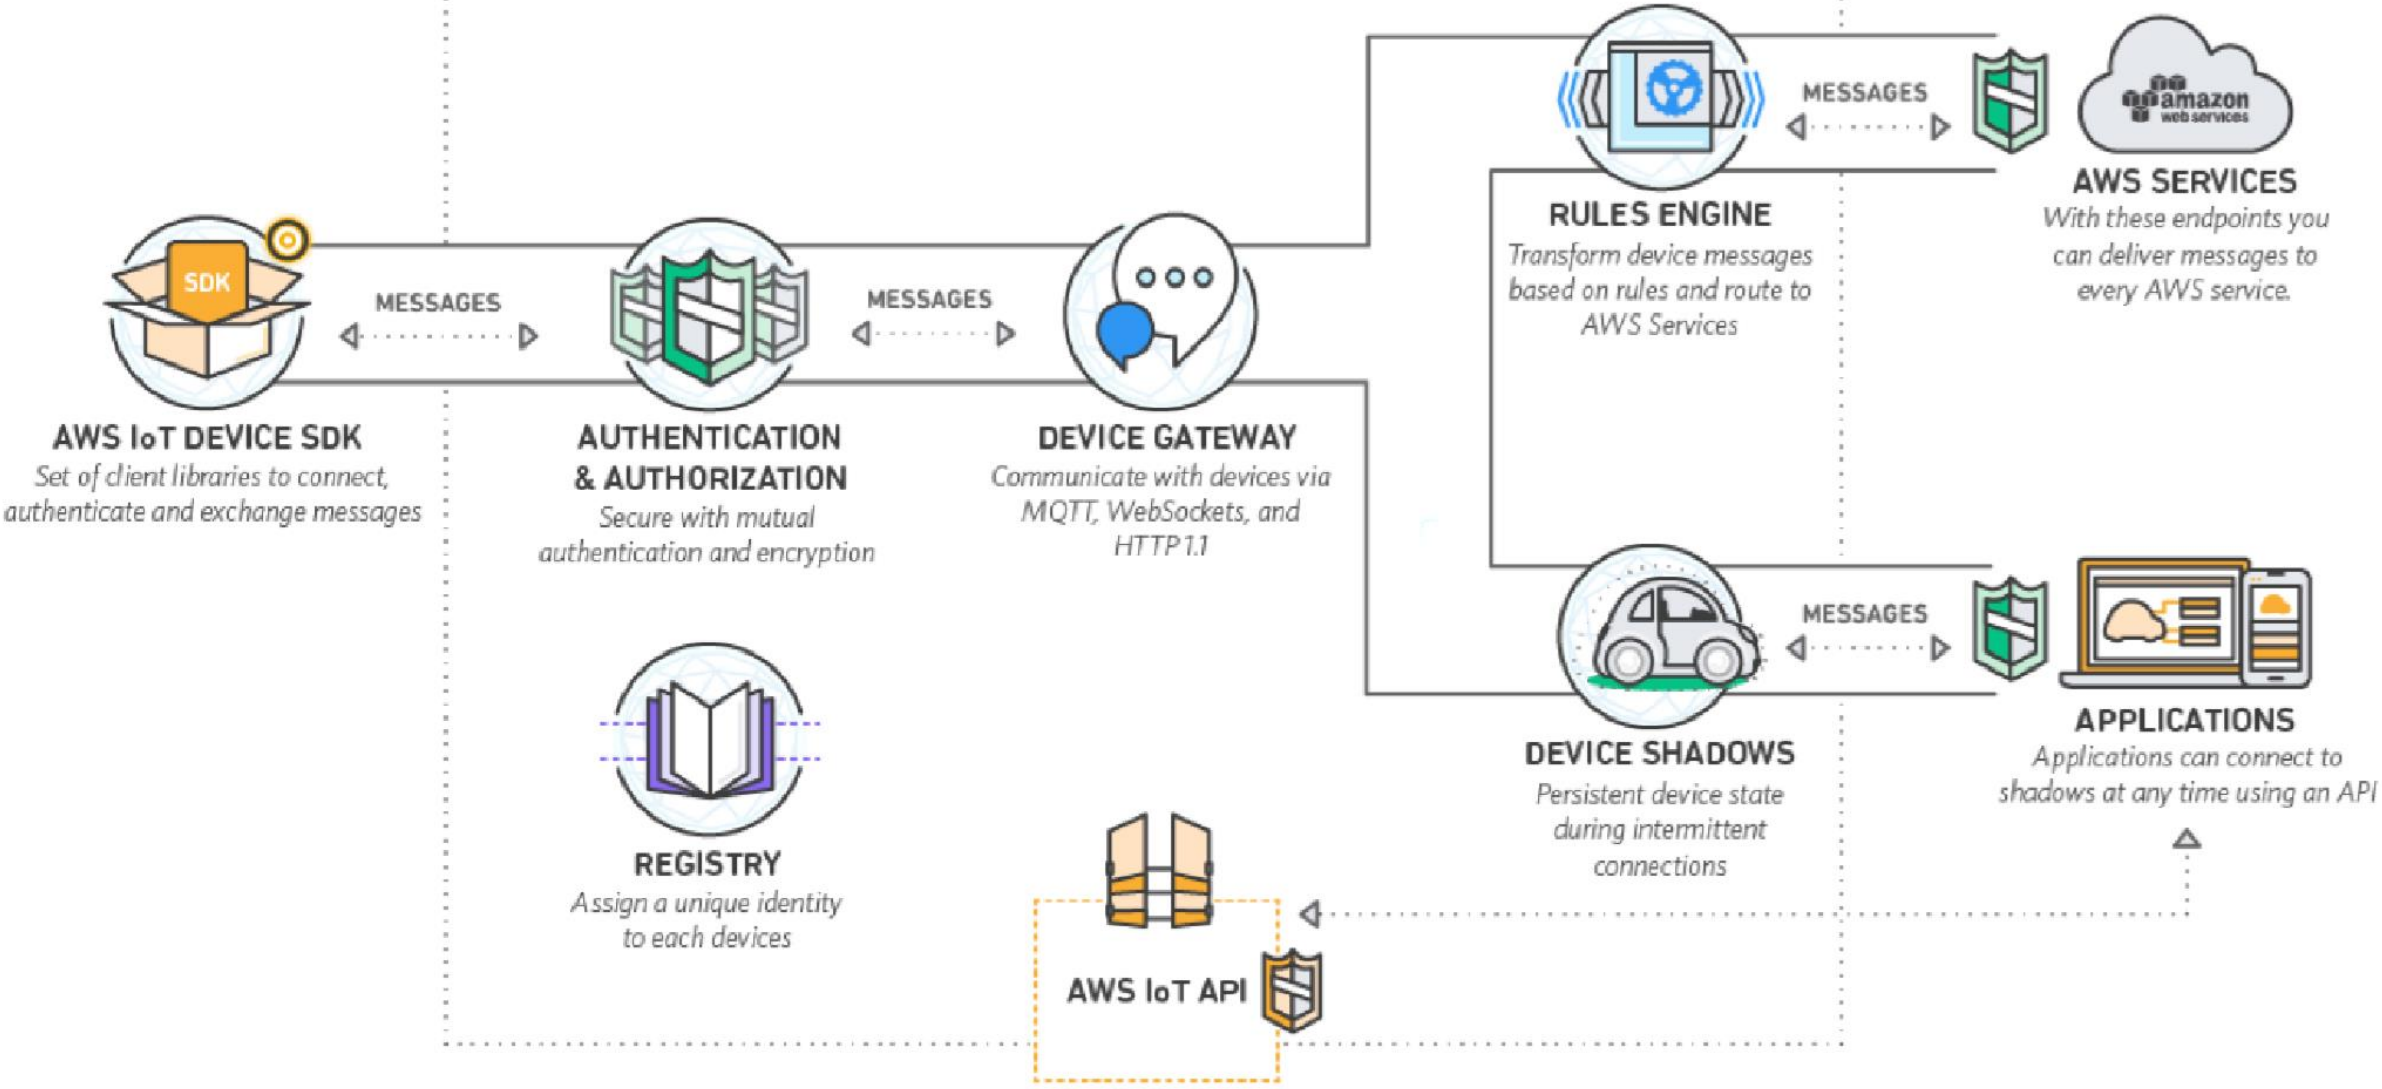 SDK
MESSAGES
AWS IoT DEVICE SDK
Set of client libraries to connect,
authenticate and exchange messages
MESSAGES
AUTHENTICATION
& AUTHORIZATION
Secure with mutual
authentication and encryption
DEVICE GATEWAY
Communicate with devices via
MQTT, WebSockets, and
HTTP 1.1
REGISTRY
Assign a unique identity
to each devices
AWS IoT API
RULES ENGINE
Transform device messages
based on rules and route to
AWS Services
MESSAGES
amazon
web services
AWS SERVICES
With these endpoints you
can deliver messages to
every AWS service.
DEVICE SHADOWS
Persistent device state
during intermittent
connections
MESSAGES
APPLICATIONS
Applications can connect to
shadows at any time using an API